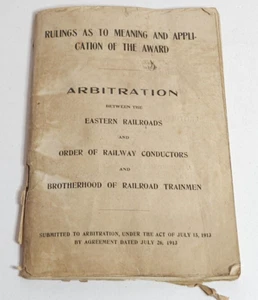 RULINGS AS TO MEANING AND APPLI-
CATION OF THE AWARD
ARBITRATION
BETWEEN THE
EASTERN RAILROADS
AND
ORDER OF RAILWAY CONDUCTORS
AND
BROTHERHOOD OF RAILROAD TRAINMEN
SUBMITTED TO ARBITRATION, UNDER THE ACT OF JULY 15, 1913
BY AGREEMENT DATED JULY 26, 1913